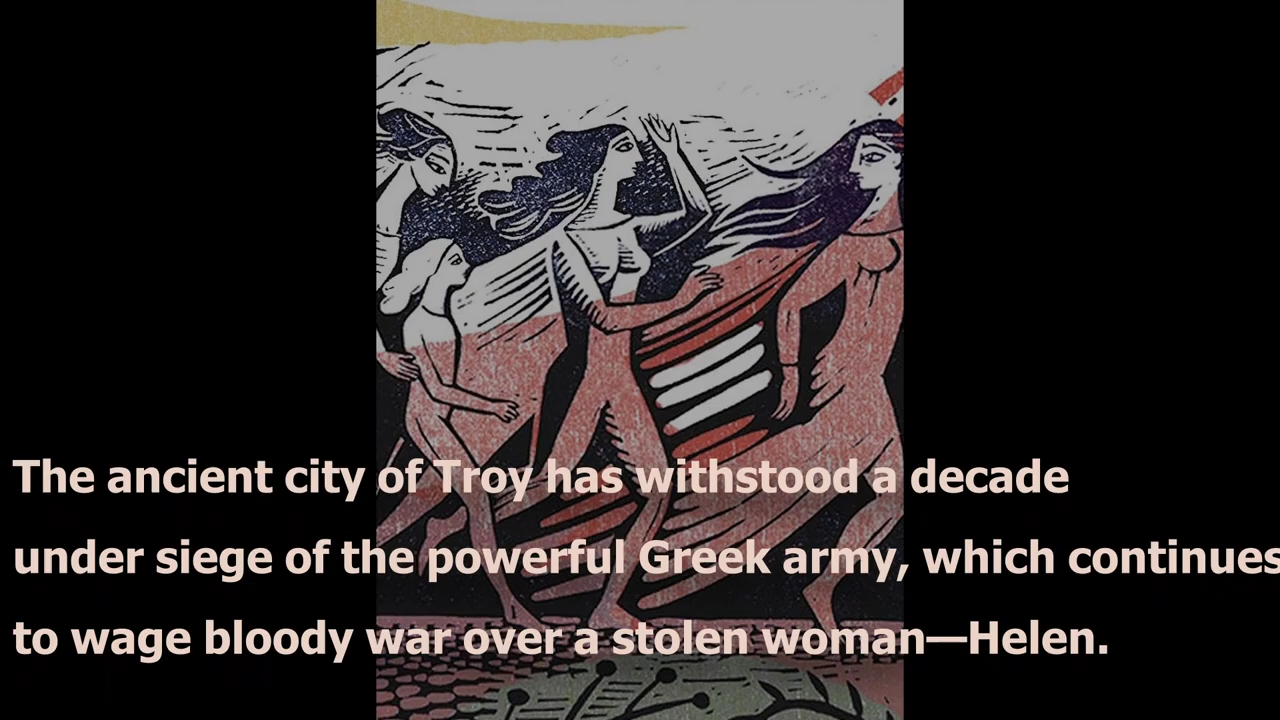 The ancient city of Troy has withstood a decade
under siege of the powerful Greek army, which continues
to wage bloody war over a stolen woman—Helen.